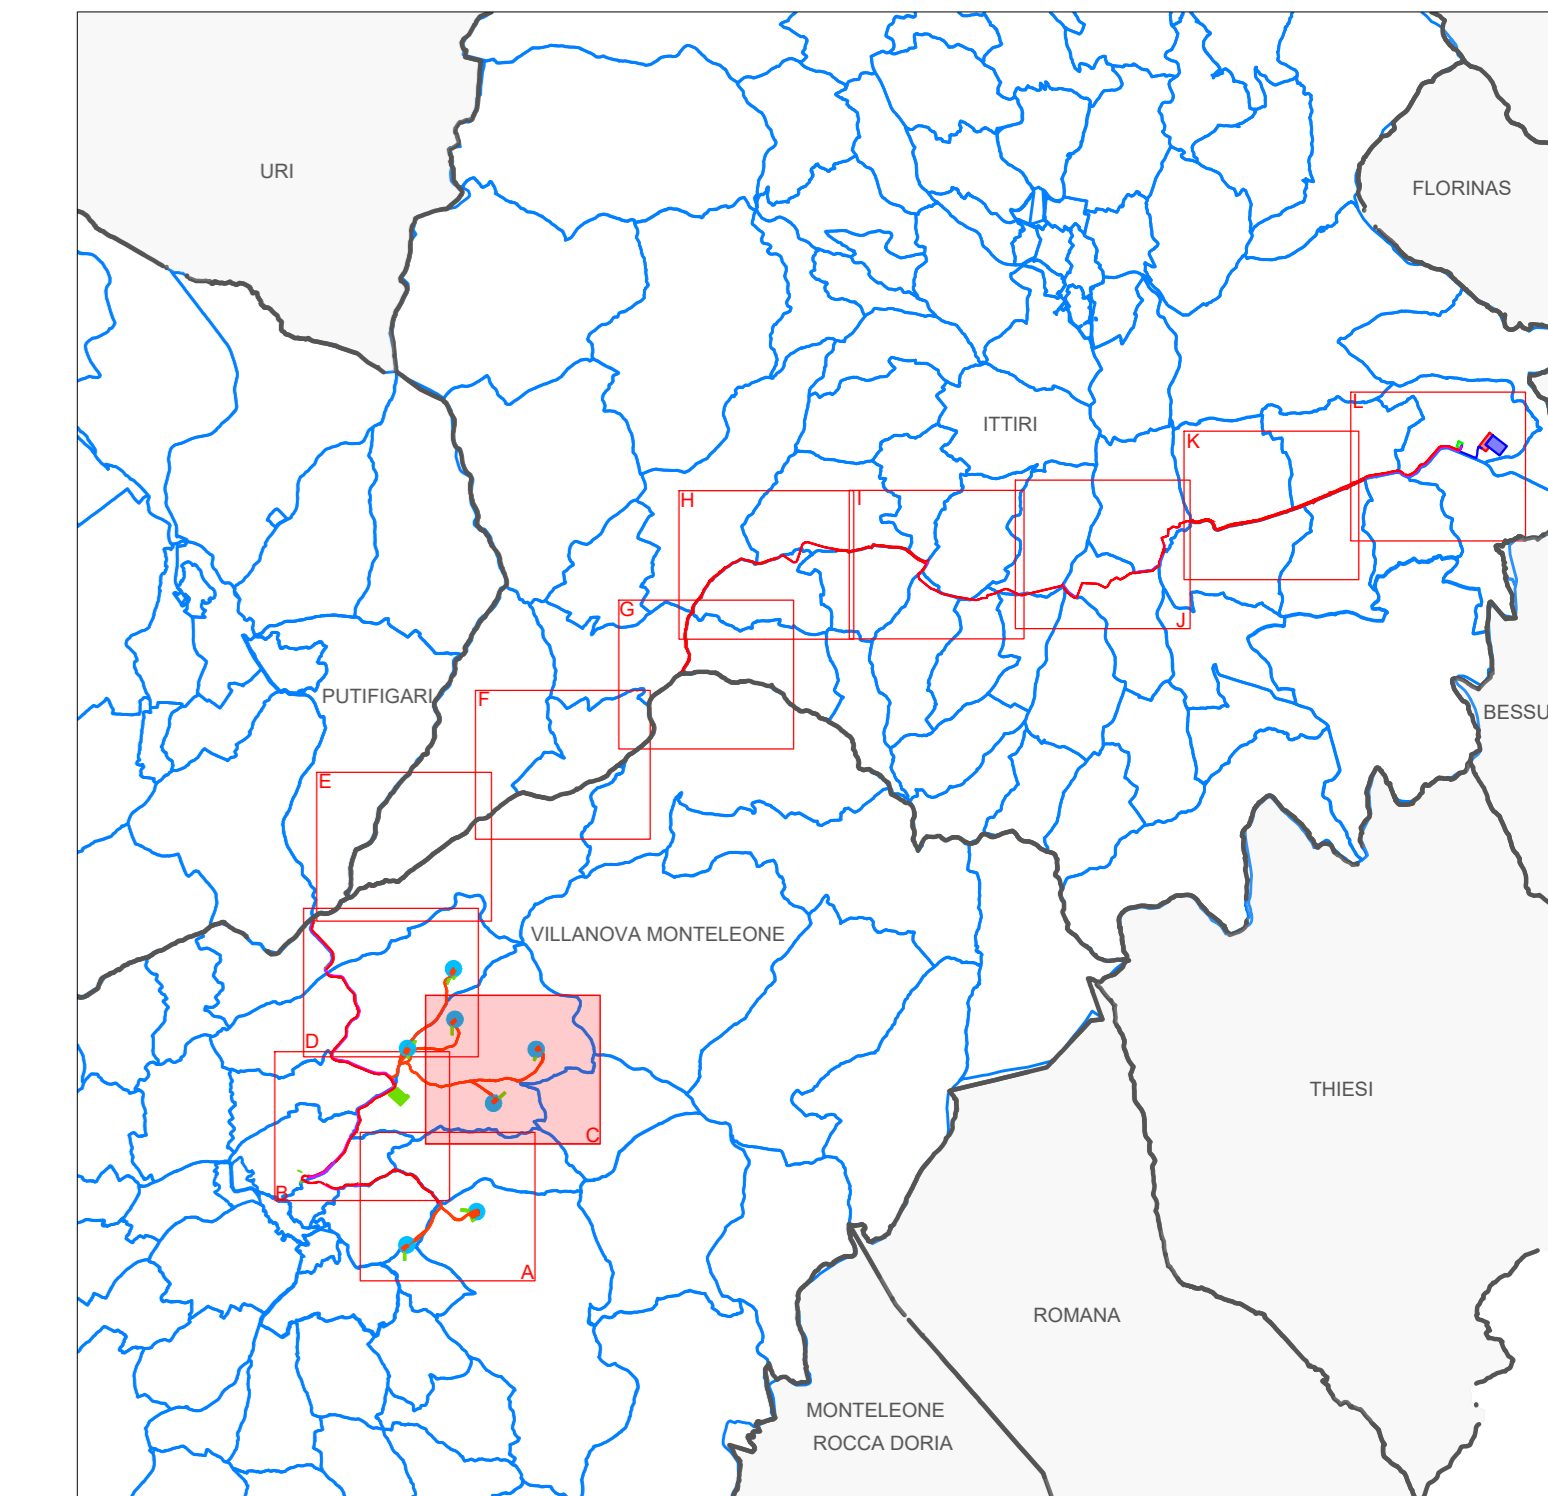 URI
FLORINAS
L
ITTIRI
K
H
I
G
J
PUTIFIGARI
F
BESSU
E
VILLANOVA MONTELEONE
D
THIESI
C
B
A
ROMANA
MONTELEONE
ROCCA DORIA